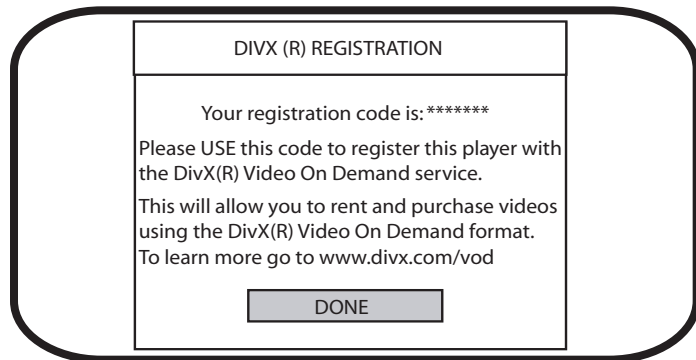 DIVX (R) REGISTRATION
Your registration code is: *******
Please USE this code to register this player with
the DivX(R) Video On Demand service.
This will allow you to rent and purchase videos
using the DivX(R) Video On Demand format.
To learn more go to www.divx.com/vod
DONE